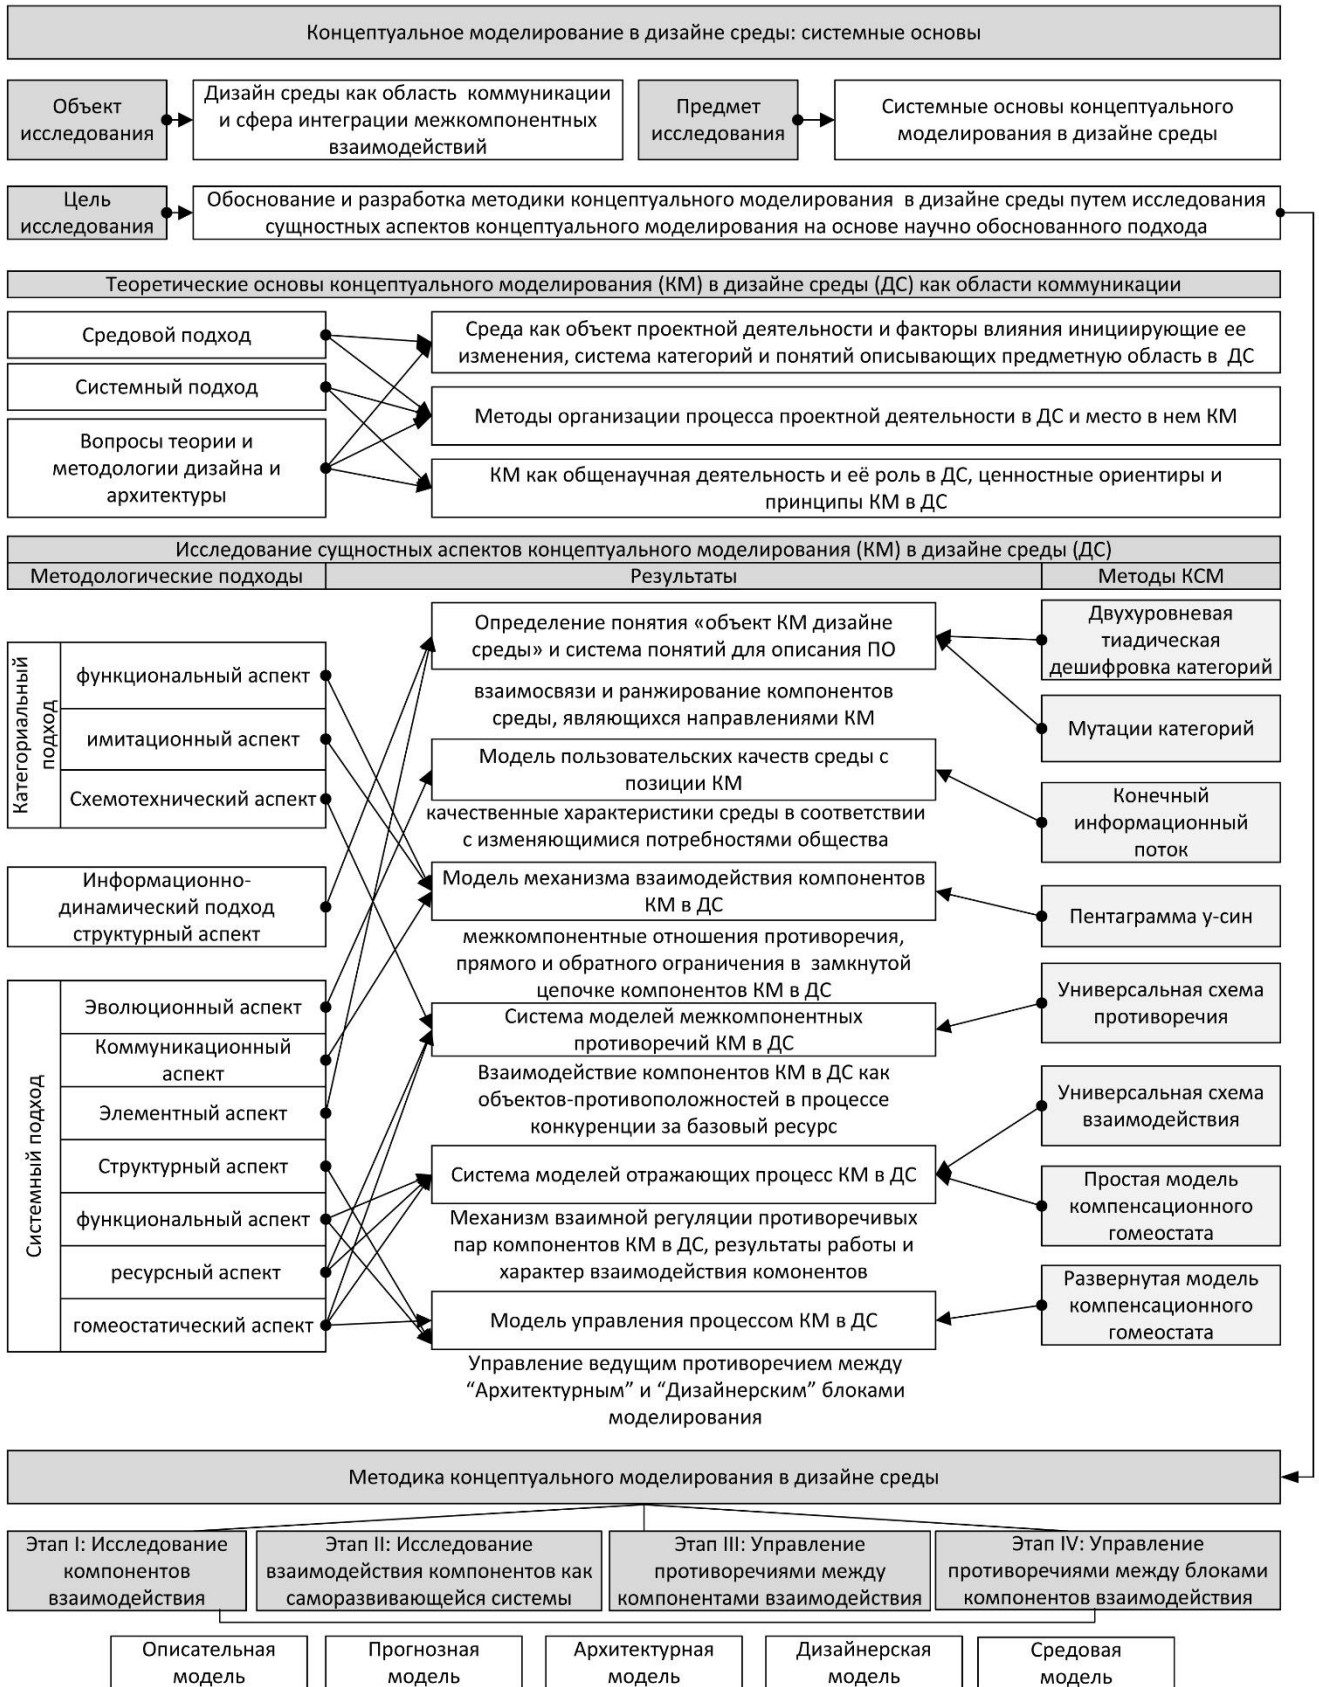 Концептуальное моделирование в дизайне среды: системные основы
Объект
исследования
Дизайн среды как область коммуникации
и сфера интеграции межкомпонентных
взаимодействий
Предмет
исследования
Системные основы концептуального
моделирования в дизайне среды
Цель
исследования
Обоснование и разработка методики концептуального моделирования в дизайне среды путем исследования
сущностных аспектов концептуального моделирования на основе научно обоснованного подхода
Теоретические основы концептуального моделирования (КМ) в дизайне среды (ДС) как области коммуникации
Средовой подход
Системный подход
Вопросы теории и
методологии дизайна и
архитектуры
Среда как объект проектной деятельности и факторы влияния инициирующие ее
изменения, система категорий и понятий описывающих предметную область в ДС
Методы организации процесса проектной деятельности в ДС и место в нем КМ
КМ как общенаучная деятельность и её роль в ДС, ценностные ориентиры и
принципы КМ в ДС
Исследование сущностных аспектов концептуального моделирования (КМ) в дизайне среды (ДС)
Методологические подходы
Результаты
Методы КСМ
Категориальный
подход
функциональный аспект
имитационный аспект
Схемотехнический аспект
Информационно-
динамический подход
структурный аспект
Системный подход
Эволюционный аспект
Коммуникационный
аспект
Элементный аспект
Структурный аспект
функциональный аспект
ресурсный аспект
гомеостатический аспект
Определение понятия «объект КМ дизайне
среды» и система понятий для описания ПО
взаимосвязи и ранжирование компонентов
среды, являющихся направлениями КМ
Модель пользовательских качеств среды с
позиции КМ
качественные характеристики среды в соответствии
с изменяющимися потребностями общества
Модель механизма взаимодействия компонентов
КМ в ДС
межкомпонентные отношения противоречия,
прямого и обратного ограничения в замкнутой
цепочке компонентов КМ в ДС
Система моделей межкомпонентных
противоречий КМ в ДС
Взаимодействие компонентов КМ в ДС как
объектов-противоположностей в процессе
конкуренции за базовый ресурс
Система моделей отражающих процесс КМ в ДС
Механизм взаимной регуляции противоречивых
пар компонентов КМ в ДС, результаты работы и
характер взаимодействия комонентов
Модель управления процессом КМ в ДС
Управление ведущим противоречием между
“Архитектурным” и “Дизайнерским” блоками
моделирования
Двухуровневая
тиадическая
дешифровка категорий
Мутации категорий
Конечный
информационный
поток
Пентаграмма у-син
Универсальная схема
противоречия
Универсальная схема
взаимодействия
Простая модель
компенсационного
гомеостата
Развернутая модель
компенсационного
гомеостата
Методика концептуального моделирования в дизайне среды
Этап I: Исследование
компонентов
взаимодействия
Этап II: Исследование
взаимодействия компонентов как
саморазвивающейся системы
Этап III: Управление
противоречиями между
компонентами взаимодействия
Этап IV: Управление
противоречиями между блоками
компонентов взаимодействия
Описательная
модель
Прогнозная
модель
Архитектурная
модель
Дизайнерская
модель
Средовая
модель